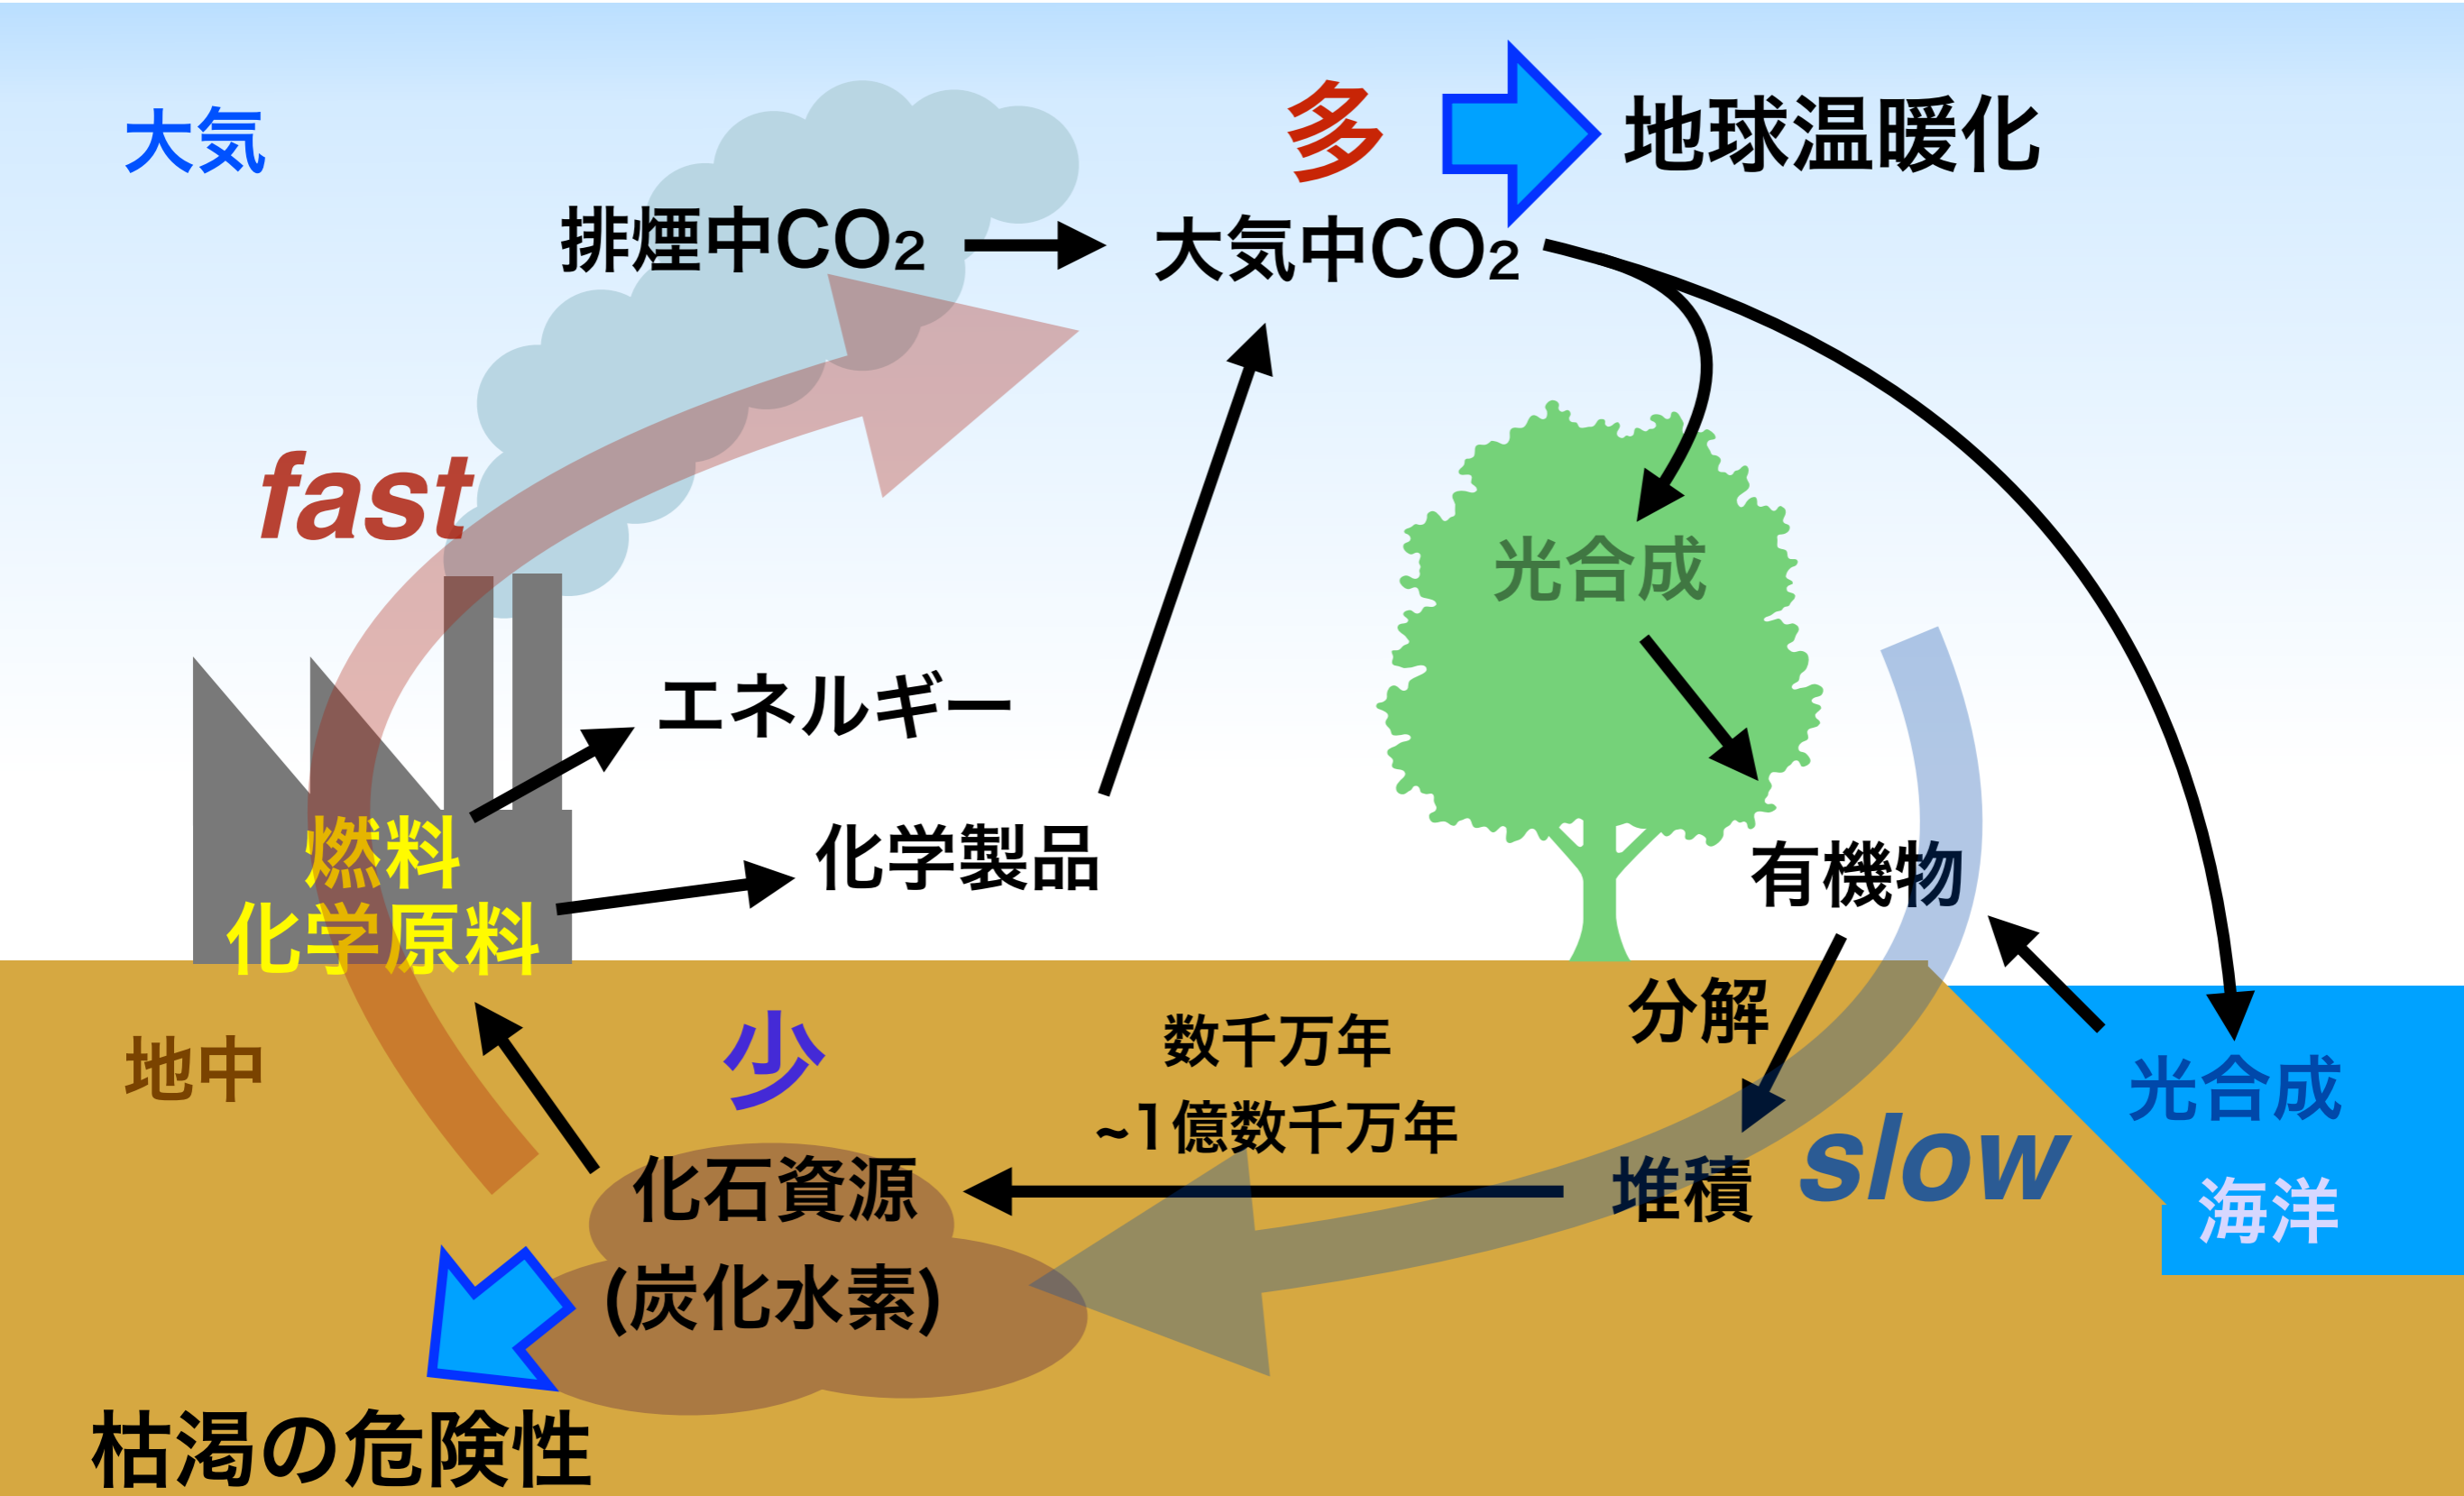 大気
多
地球温暖化
排煙中CO₂
大気中CO₂
fast
光合成
エネルギー
燃料
化学原料
化学製品
有機物
分解
地中
少
数千万年
~1億数千万年
光合成
slow
海洋
化石資源
(炭化水素)
堆積
枯渇の危険性